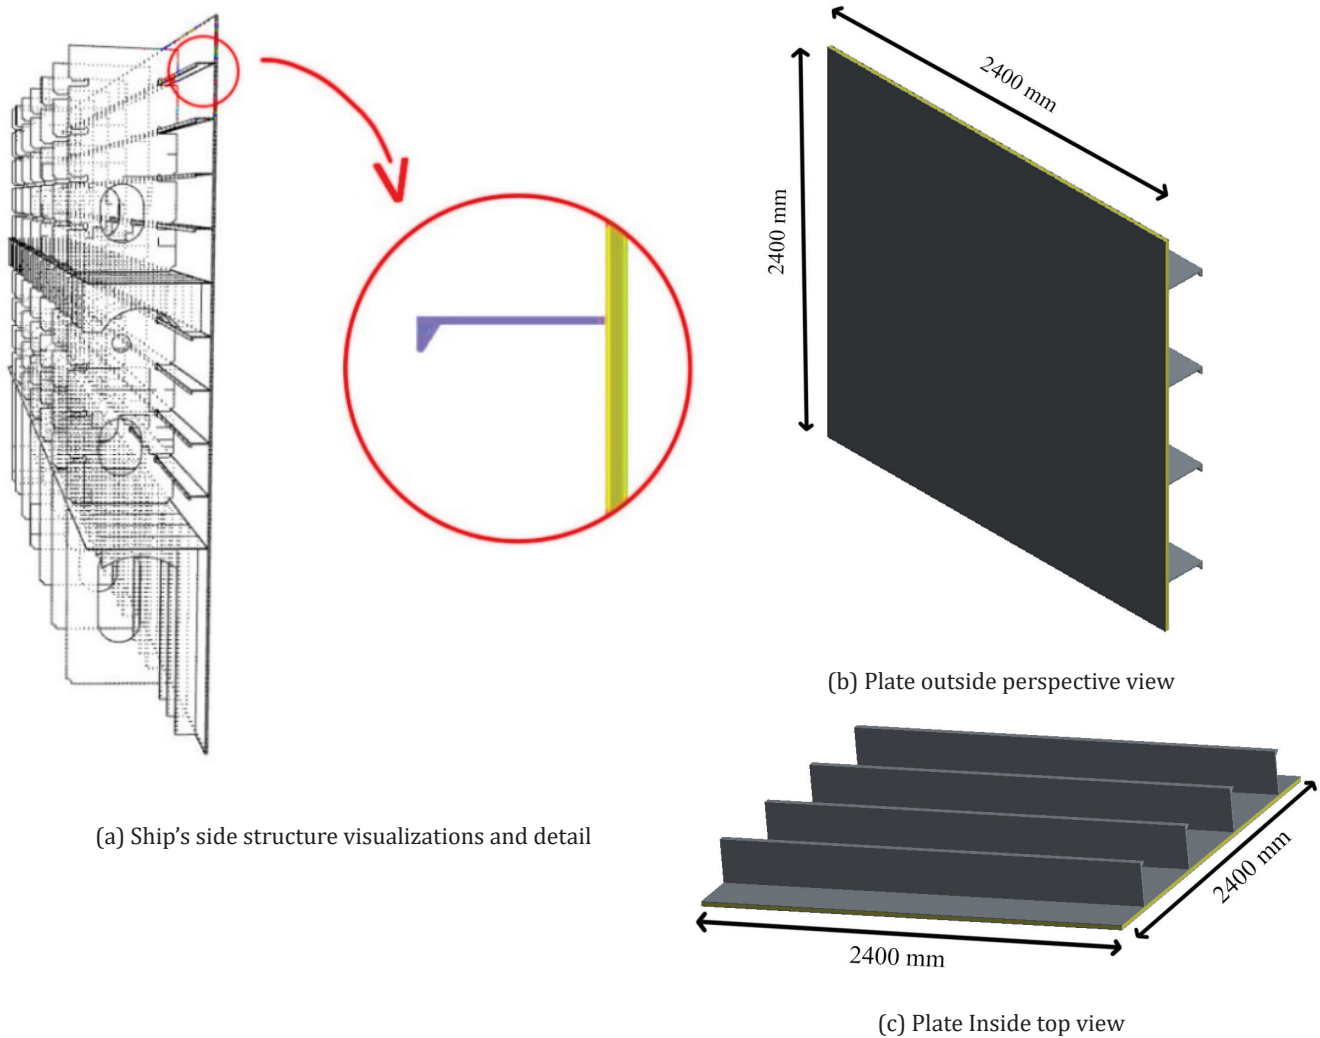 2400 mm
2400 mm
(b) Plate outside perspective view
(a) Ship’s side structure visualizations and detail
2400 mm
2400 mm
(c) Plate Inside top view